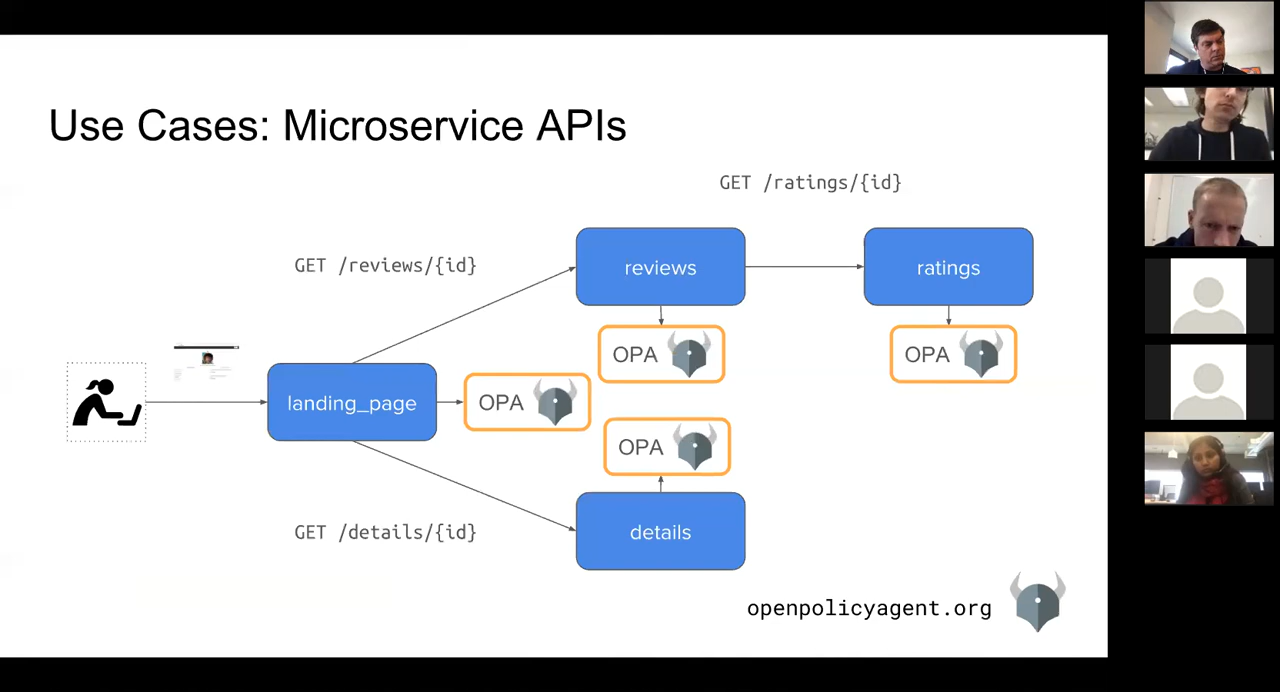 Use Cases: Microservice APIs
GET /ratings/{id}
GET /reviews/{id}
reviews
ratings
OPA
OPA
landing_page
OPA
OPA
GET /details/{id}
details
openpolicyagent.org